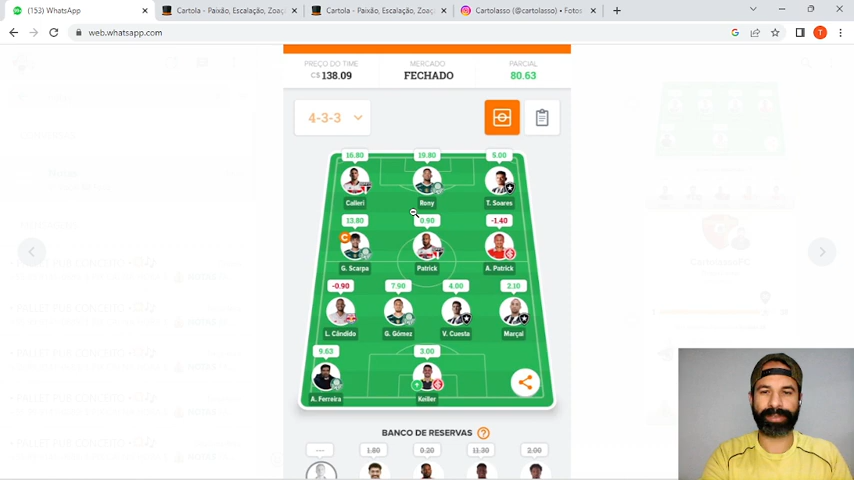 (153) WhatsApp
Cartola - Paixão, Escalação, Zoaç
Cartola - Paixão, Escalação, Zoaç
Cartolasso (@cartolasso) • Fotos
web.whatsapp.com
T
PREÇO DO TIME
MERCADO
PARCIAL
C$ 138.09
FECHADO
80.63
4-3-3
16.80
19.80
5.00
Calleri
Rony
T. Soares
13.80
0.90
-1.40
C
G. Scarpa
Patrick
A. Patrick
-0.90
7.90
4.00
2.10
L. Cândido
G. Gómez
V. Cuesta
Marçal
9.63
3.00
A. Ferreira
Keiller
BANCO DE RESERVAS ?
---
1.80
0.20
11.30
2.00